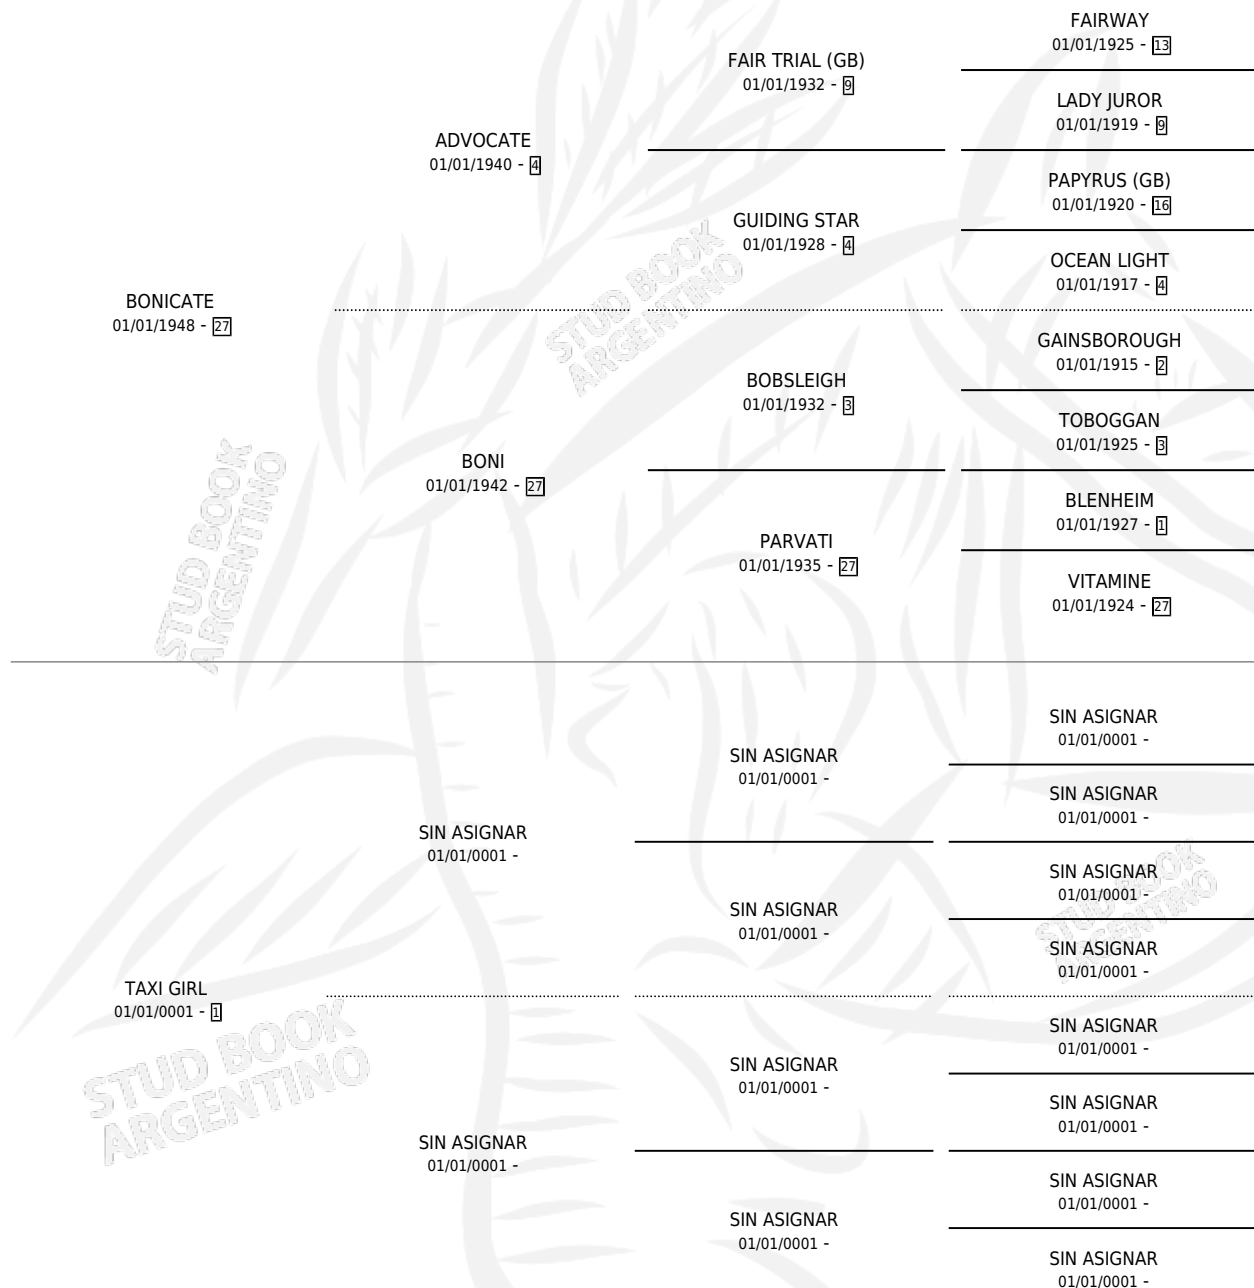 FAIRWAY
01/01/1925 - 13
FAIR TRIAL (GB)
01/01/1932 - 9
LADY JUROR
01/01/1919 - 9
ADVOCATE
01/01/1940 - 4
PAPYRUS (GB)
01/01/1920 - 16
GUIDING STAR
01/01/1928 - 4
OCEAN LIGHT
01/01/1917 - 4
BONICATE
01/01/1948 - 27
GAINSBOROUGH
01/01/1915 - 2
BOBSLEIGH
01/01/1932 - 3
TOBOGGAN
01/01/1925 - 3
BONI
01/01/1942 - 27
BLENHEIM
01/01/1927 - 1
PARVATI
01/01/1935 - 27
VITAMINE
01/01/1924 - 27
STUD BOOK
ARGENTINO
STUD BOOK
ARGENTINO
SIN ASIGNAR
01/01/0001 -
SIN ASIGNAR
01/01/0001 -
SIN ASIGNAR
01/01/0001 -
SIN ASIGNAR
01/01/0001 -
SIN ASIGNAR
01/01/0001 -
SIN ASIGNAR
01/01/0001 -
SIN ASIGNAR
01/01/0001 -
STUD BOOK
ARGENTINO
TAXI GIRL
01/01/0001 - 1
SIN ASIGNAR
01/01/0001 -
SIN ASIGNAR
01/01/0001 -
SIN ASIGNAR
01/01/0001 -
SIN ASIGNAR
01/01/0001 -
SIN ASIGNAR
01/01/0001 -
SIN ASIGNAR
01/01/0001 -
SIN ASIGNAR
01/01/0001 -
STUD BOOK
ARGENTINO